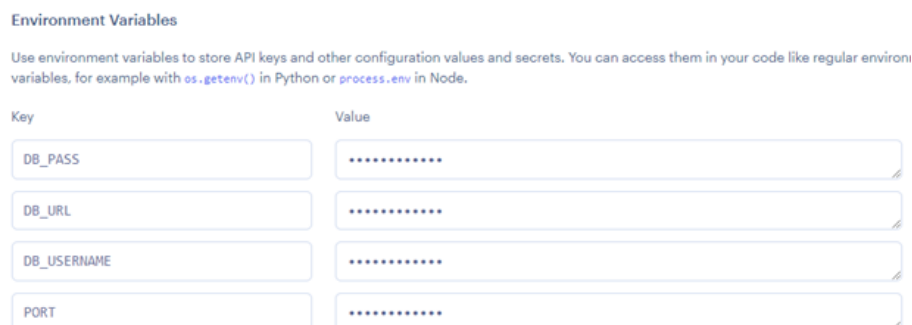 Environment Variables
Use environment variables to store API keys and other configuration values and secrets. You can access them in your code like regular
variables, for example with os.getenv() in Python or process.env in Node.
Key Value
DB_PASS ••••••••••••
DB_URL ••••••••••••
DB_USERNAME ••••••••••••
PORT ••••••••••••